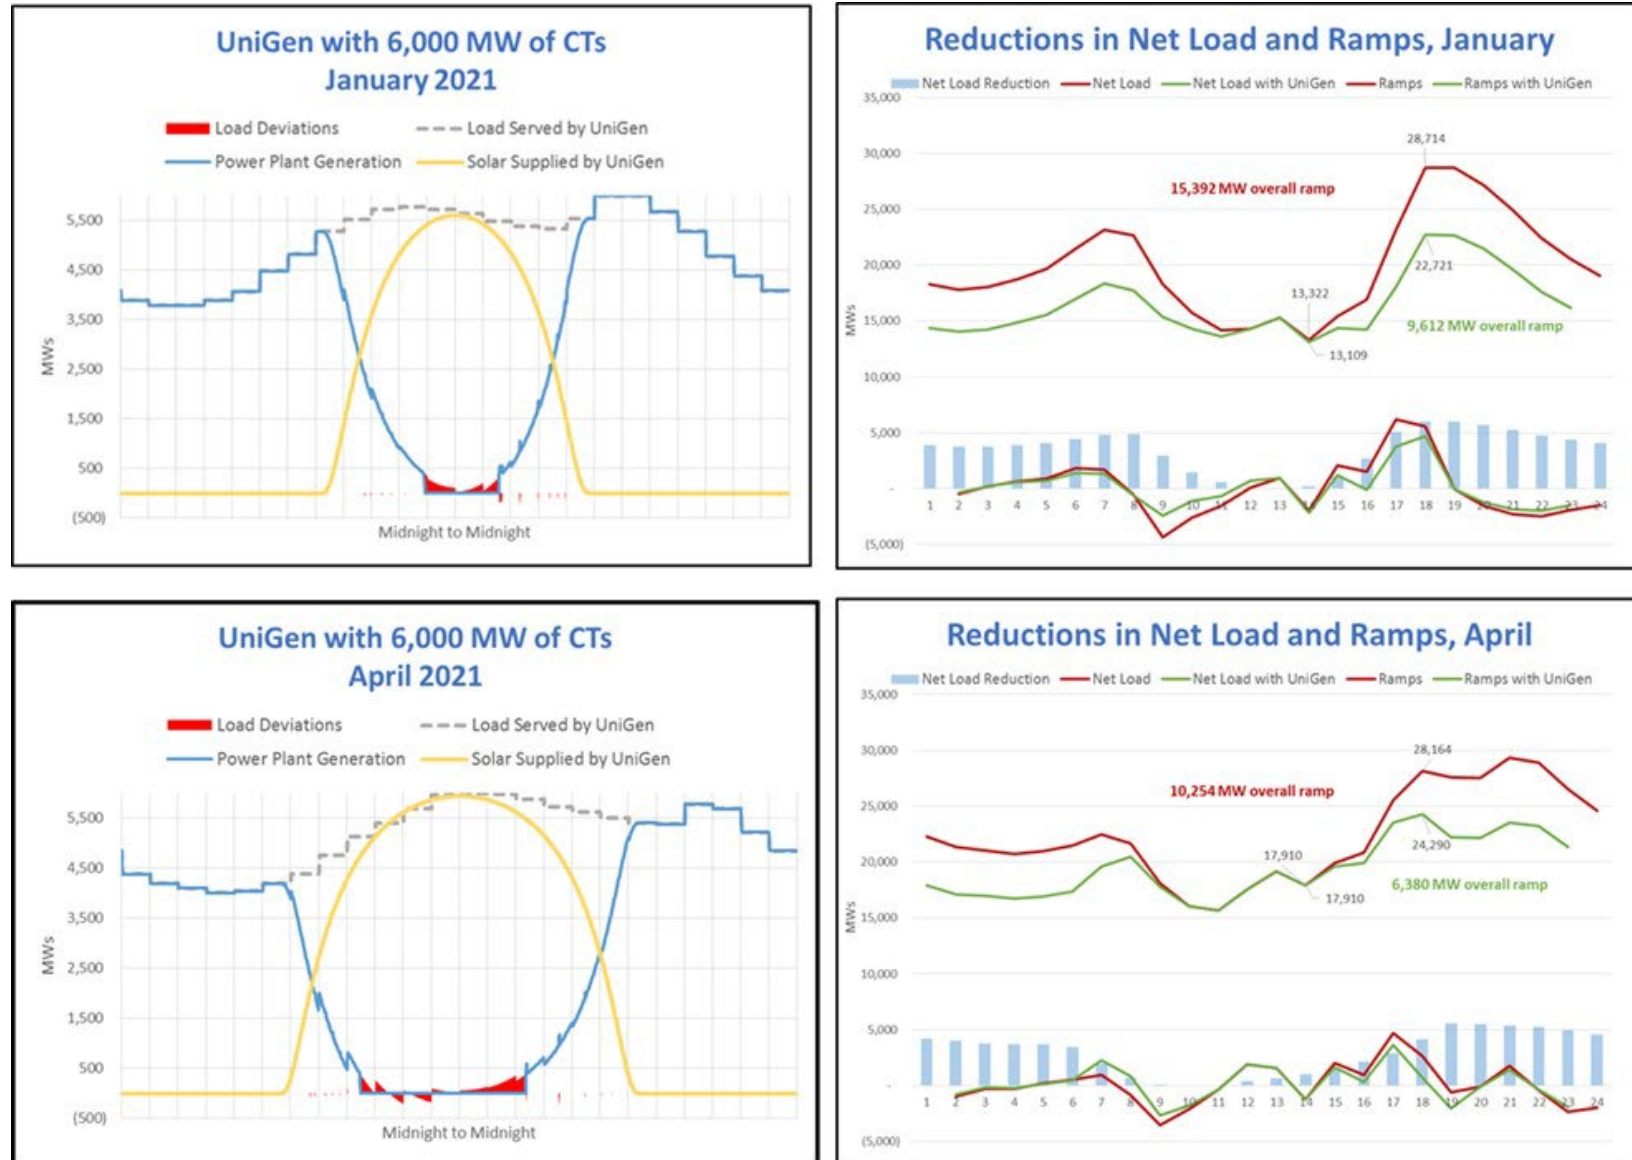 UniGen with 6,000 MW of CTs
January 2021
Load Deviations Load Served by UniGen
Power Plant Generation Solar Supplied by UniGen
5,500
4,500
3,500
2,500
1,500
500
(500)
MWs
Midnight to Midnight
Reductions in Net Load and Ramps, January
Net Load Reduction Net Load Net Load with UniGen Ramps Ramps with UniGen
35,000
30,000
25,000
20,000
15,000
10,000
5,000
-
(5,000)
MWs
28,714
15,392 MW overall ramp
22,721
13,322
9,612 MW overall ramp
13,109
1 2 3 4 5 6 7 8 9 10 11 12 13 14 15 16 17 18 19 20 21 22 23 24
UniGen with 6,000 MW of CTs
April 2021
Load Deviations Load Served by UniGen
Power Plant Generation Solar Supplied by UniGen
5,500
4,500
3,500
2,500
1,500
500
(500)
MWs
Midnight to Midnight
Reductions in Net Load and Ramps, April
Net Load Reduction Net Load Net Load with UniGen Ramps Ramps with UniGen
35,000
30,000
25,000
20,000
15,000
10,000
5,000
-
(5,000)
MWs
28,164
10,254 MW overall ramp
24,290
17,910
6,380 MW overall ramp
17,910
1 2 3 4 5 6 7 8 9 10 11 12 13 14 15 16 17 18 19 20 21 22 23 24